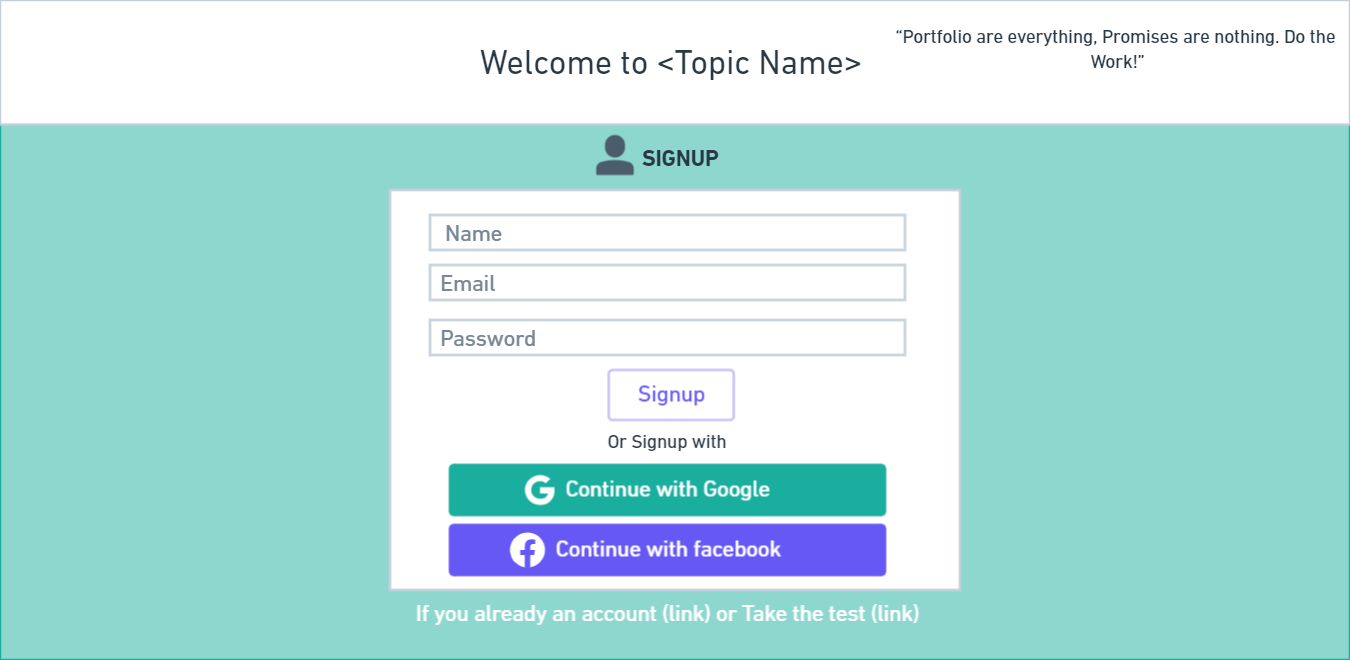 Welcome to <Topic Name>
“Portfolio are everything, Promises are nothing. Do the
Work!”
SIGNUP
Name
Email
Password
Signup
Or Signup with
Continue with Google
Continue with facebook
If you already an account (link) or Take the test (link)